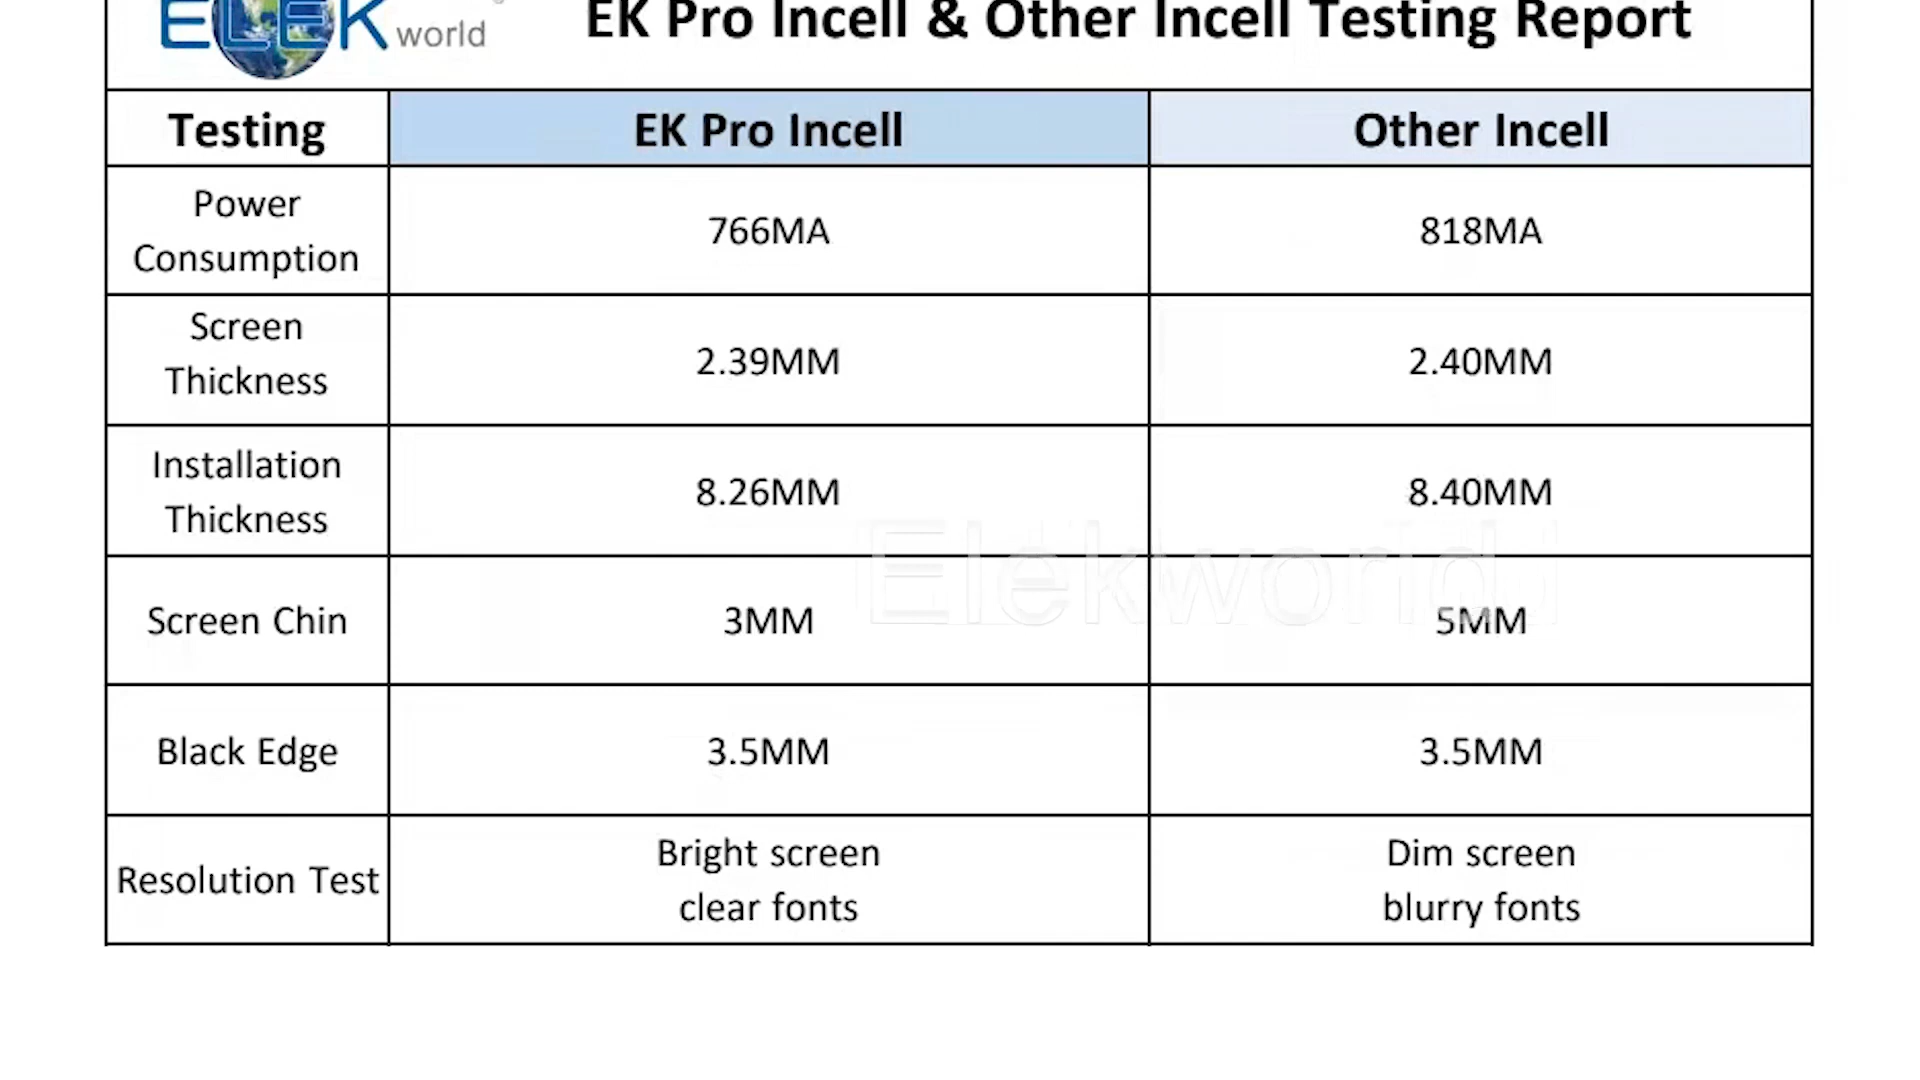 ELEK world
EK Pro Incell & Other Incell Testing Report
Testing
EK Pro Incell
Other Incell
Power
Consumption
766MA
818MA
Screen
Thickness
2.39MM
2.40MM
Installation
Thickness
8.26MM
8.40MM
Elekworld
Screen Chin
3MM
5MM
Black Edge
3.5MM
3.5MM
Resolution Test
Bright screen
clear fonts
Dim screen
blurry fonts